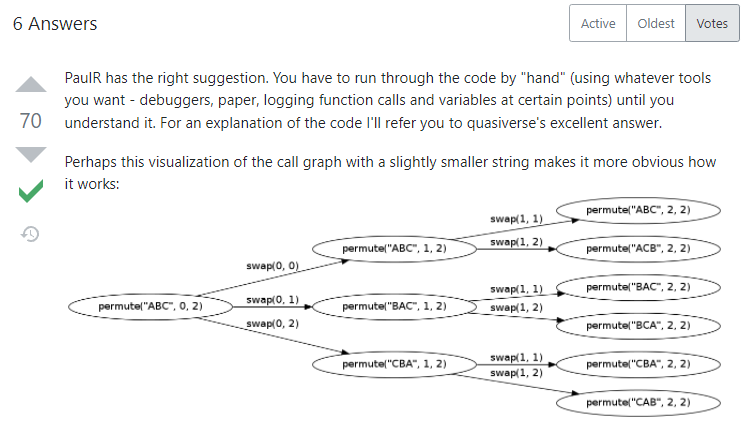 6 Answers
Active Oldest Votes
PaulR has the right suggestion. You have to run through the code by "hand" (using whatever tools
you want - debuggers, paper, logging function calls and variables at certain points) until you
understand it. For an explanation of the code I'll refer you to quasiverse's excellent answer.
70
Perhaps this visualization of the call graph with a slightly smaller string makes it more obvious how
it works:
permute("ABC", 0, 2)
swap(0, 0)
swap(0, 1)
swap(0, 2)
permute("ABC", 1, 2)
permute("BAC", 1, 2)
permute("CBA", 1, 2)
swap(1, 1)
swap(1, 2)
swap(1, 1)
swap(1, 2)
swap(1, 1)
swap(1, 2)
permute("ABC", 2, 2)
permute("ACB", 2, 2)
permute("BAC", 2, 2)
permute("BCA", 2, 2)
permute("CBA", 2, 2)
permute("CAB", 2, 2)